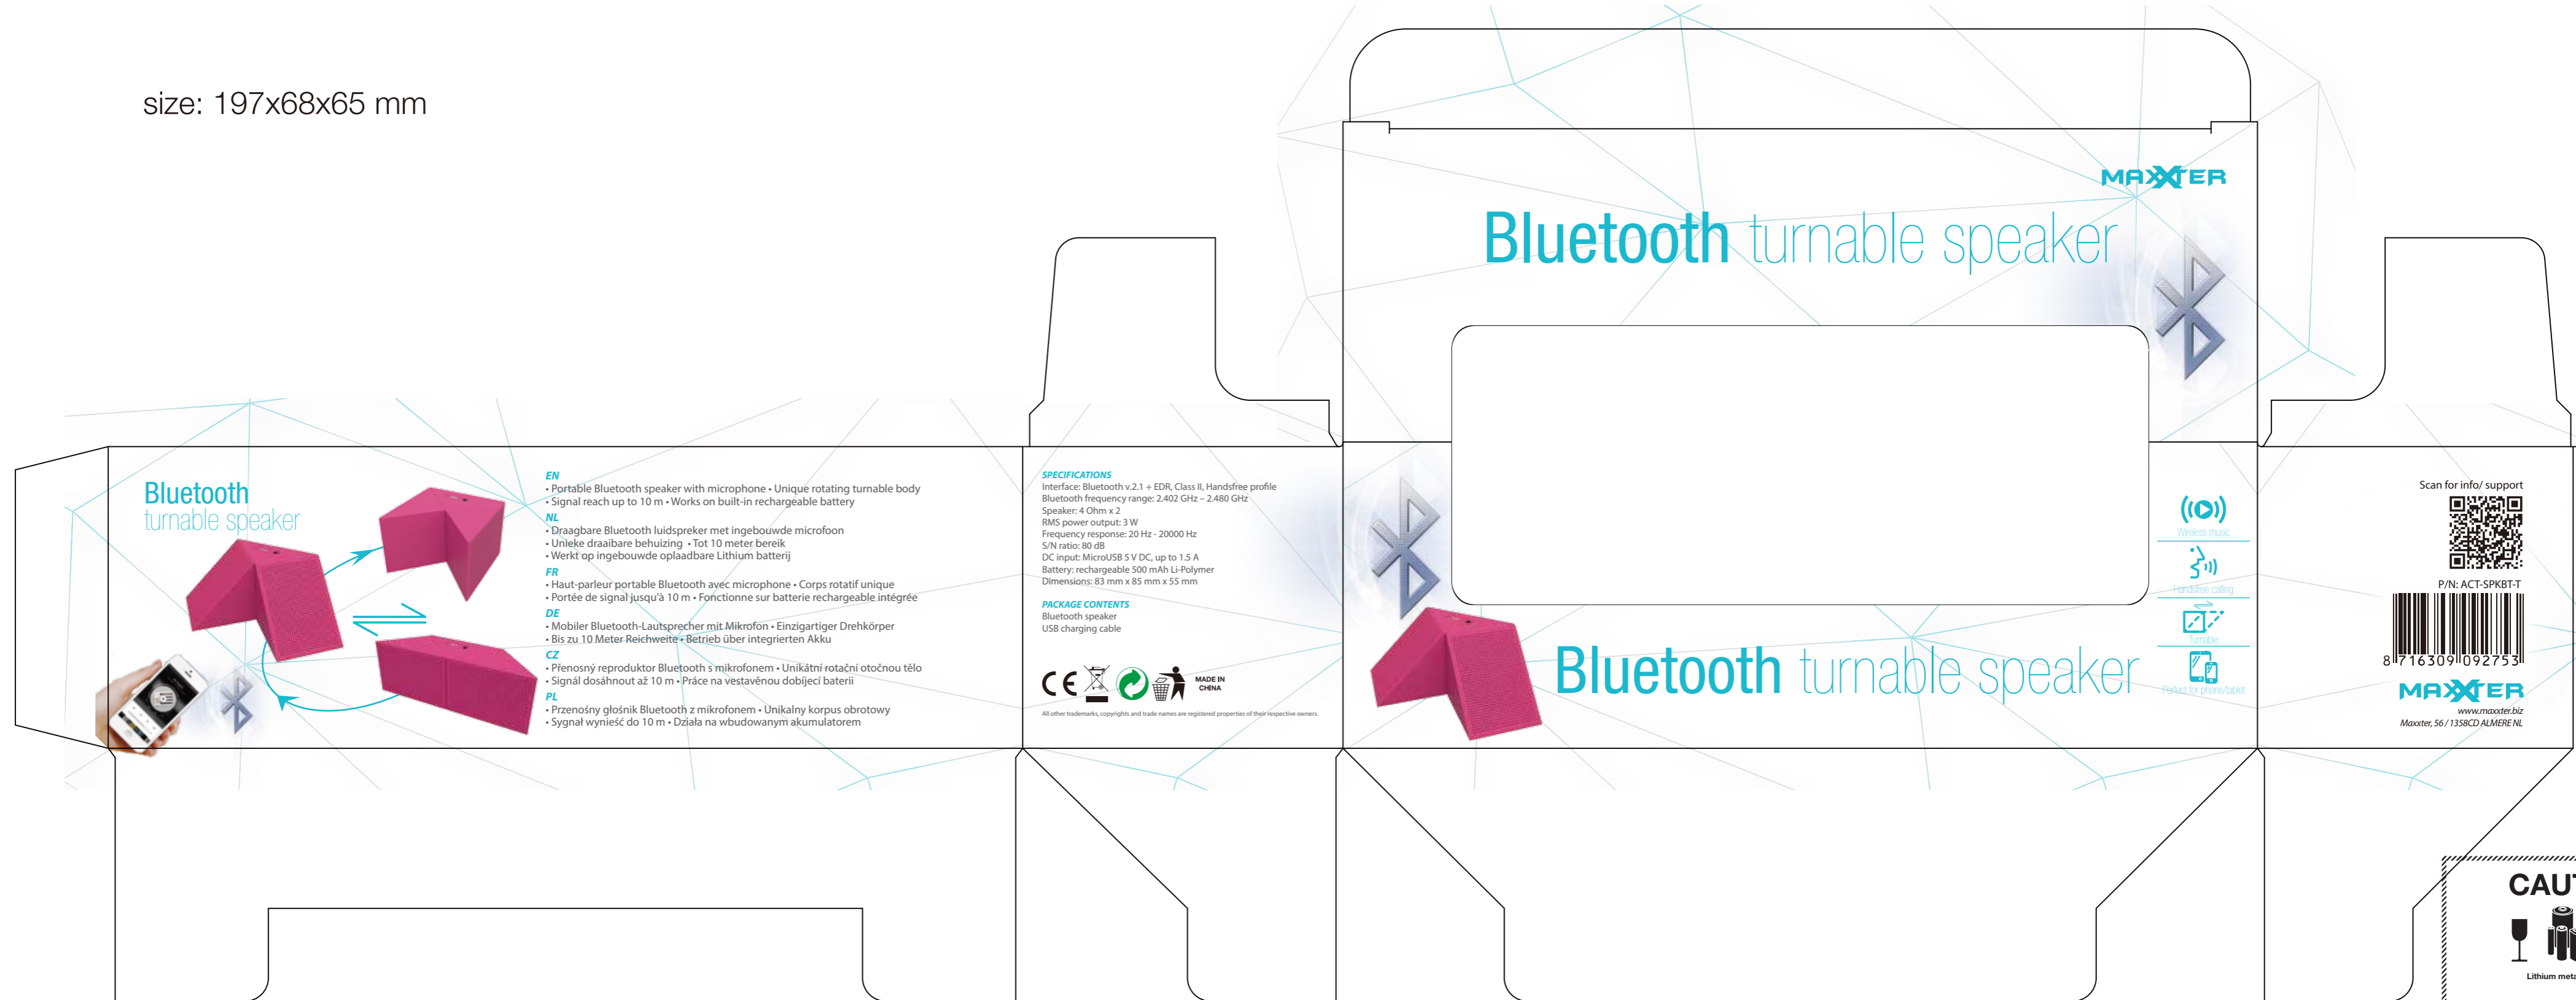 size: 197x68x65 mm
MAXXTER
Bluetooth turnable speaker
Bluetooth
turnable speaker
EN
• Portable Bluetooth speaker with microphone • Unique rotating turnable body
• Signal reach up to 10 m • Works on built-in rechargeable battery
NL
• Draagbare Bluetooth luidspreker met ingebouwde microfoon
• Unieke draaibare behuizing • Tot 10 meter bereik
• Werkt op ingebouwde oplaadbare Lithium batterij
FR
• Haut-parleur portable Bluetooth avec microphone • Corps rotatif unique
• Portée de signal jusqu'à 10 m • Fonctionne sur batterie rechargeable intégrée
DE
• Mobiler Bluetooth-Lautsprecher mit Mikrofon • Einzigartiger Drehkörper
• Bis zu 10 Meter Reichweite • Betrieb über integrierten Akku
CZ
• Přenosný reproduktor Bluetooth s mikrofonem • Unikátní rotační otočnou tělo
• Signál dosáhnout až 10 m • Práce na vestavěnou dobíjecí baterii
PL
• Przenośny głośnik Bluetooth z mikrofonem • Unikalny korpus obrotowy
• Sygnał wynieść do 10 m • Działa na wbudowanym akumulatorem
SPECIFICATIONS
Interface: Bluetooth v.2.1 + EDR, Class II, Handsfree profile
Bluetooth frequency range: 2.402 GHz – 2.480 GHz
Speaker: 4 Ohm x 2
RMS power output: 3 W
Frequency response: 20 Hz - 20000 Hz
S/N ratio: 80 dB
DC input: MicroUSB 5 V DC, up to 1.5 A
Battery: rechargeable 500 mAh Li-Polymer
Dimensions: 83 mm x 85 mm x 55 mm
PACKAGE CONTENTS
Bluetooth speaker
USB charging cable
CE
MADE IN
CHINA
All other trademarks, copyrights and trade names are registered properties of their respective owners.
Wireless music
Handsfree calling
Turnable
Perfect for phone/tablet
Bluetooth turnable speaker
Scan for info/ support
P/N: ACT-SPKBT-T
8 716309 092753
MAXXTER
www.maxxter.biz
Maxxter, 56 / 1358CD ALMERE NL
CAUT
Lithium meta